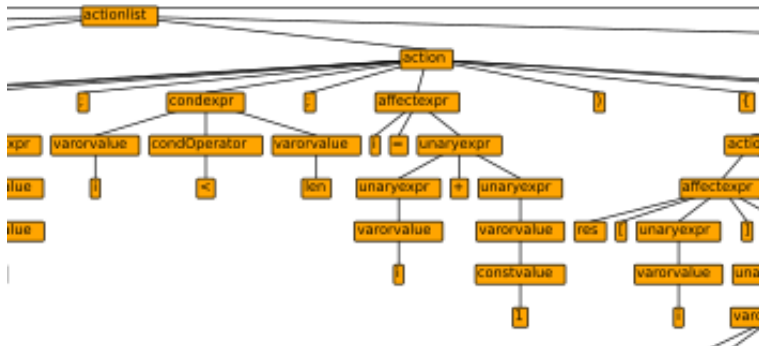 actionlist
action
; condexpr ; affectexpr ) {
xpr varorvalue condOperator varorvalue i = unaryexpr actio
alue i < len unaryexpr + unaryexpr affectexpr
alue varorvalue varorvalue res [ unaryexpr ]
i constvalue varorvalue una
1 i varo